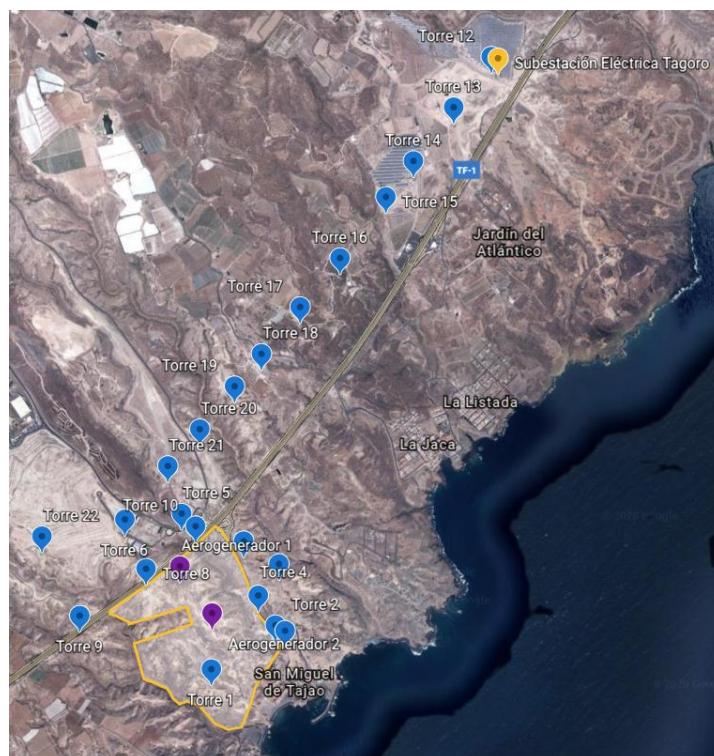 Torre 12
Subestación Eléctrica Tagoro
Torre 13
Torre 14
TF-1
Torre 15
Jardín del
Atlántico
Torre 16
Torre 17
Torre 18
Torre 19
La Listada
Torre 20
La Jaca
Torre 21
Torre 5
Torre 10
Torre 22
Aerogenerador 1
Torre 6
Torre 4
Torre 8
Torre 2
Aerogenerador 2
Torre 9
San Miguel
de Tajao
Torre 1